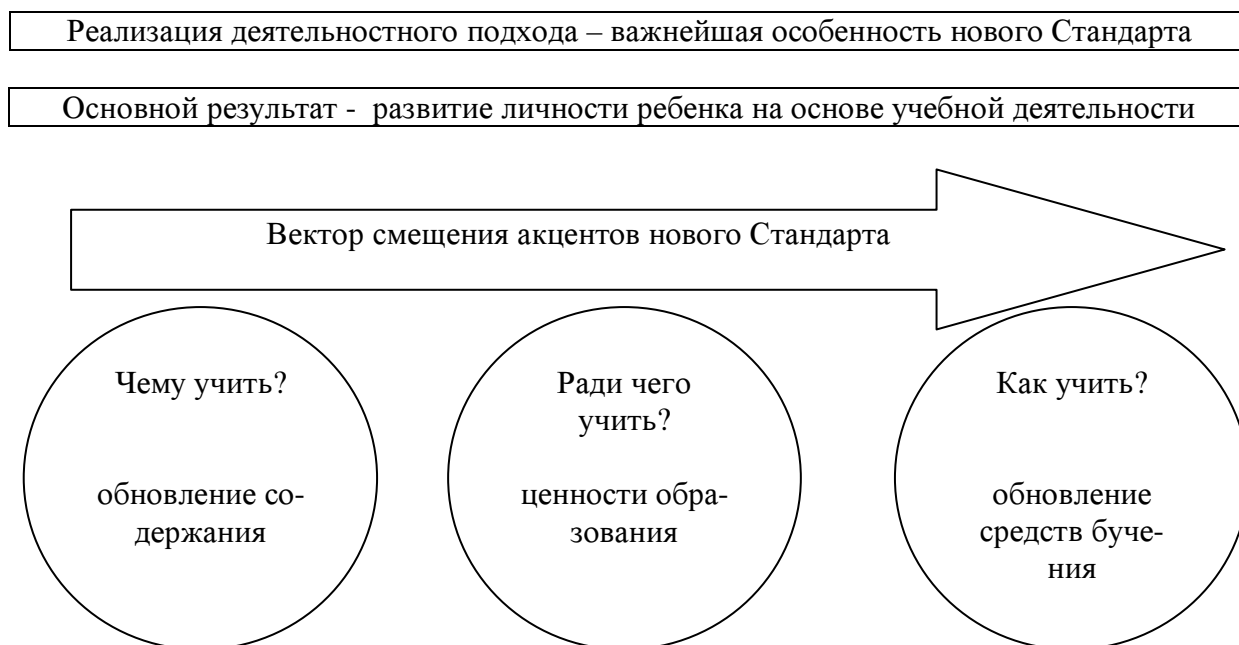 Реализация деятельностного подхода – важнейшая особенность нового Стандарта
Основной результат - развитие личности ребенка на основе учебной деятельности
Вектор смещения акцентов нового Стандарта
Чему учить?
обновление со-
держания
Ради чего
учить?
ценности обра-
зования
Как учить?
обновление
средств буче-
ния